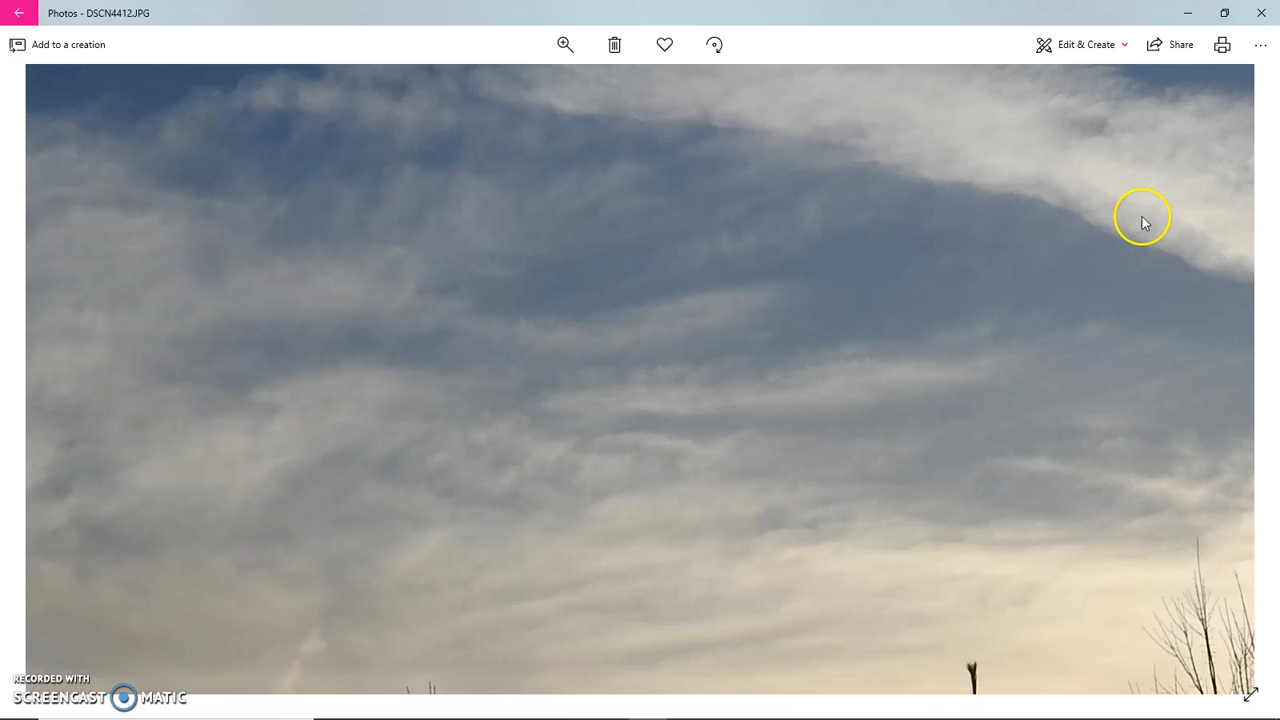 Photos - DSCN4412.JPG
Add to a creation
Edit & Create
Share
RECORDED WITH
SCREENCAST MATIC